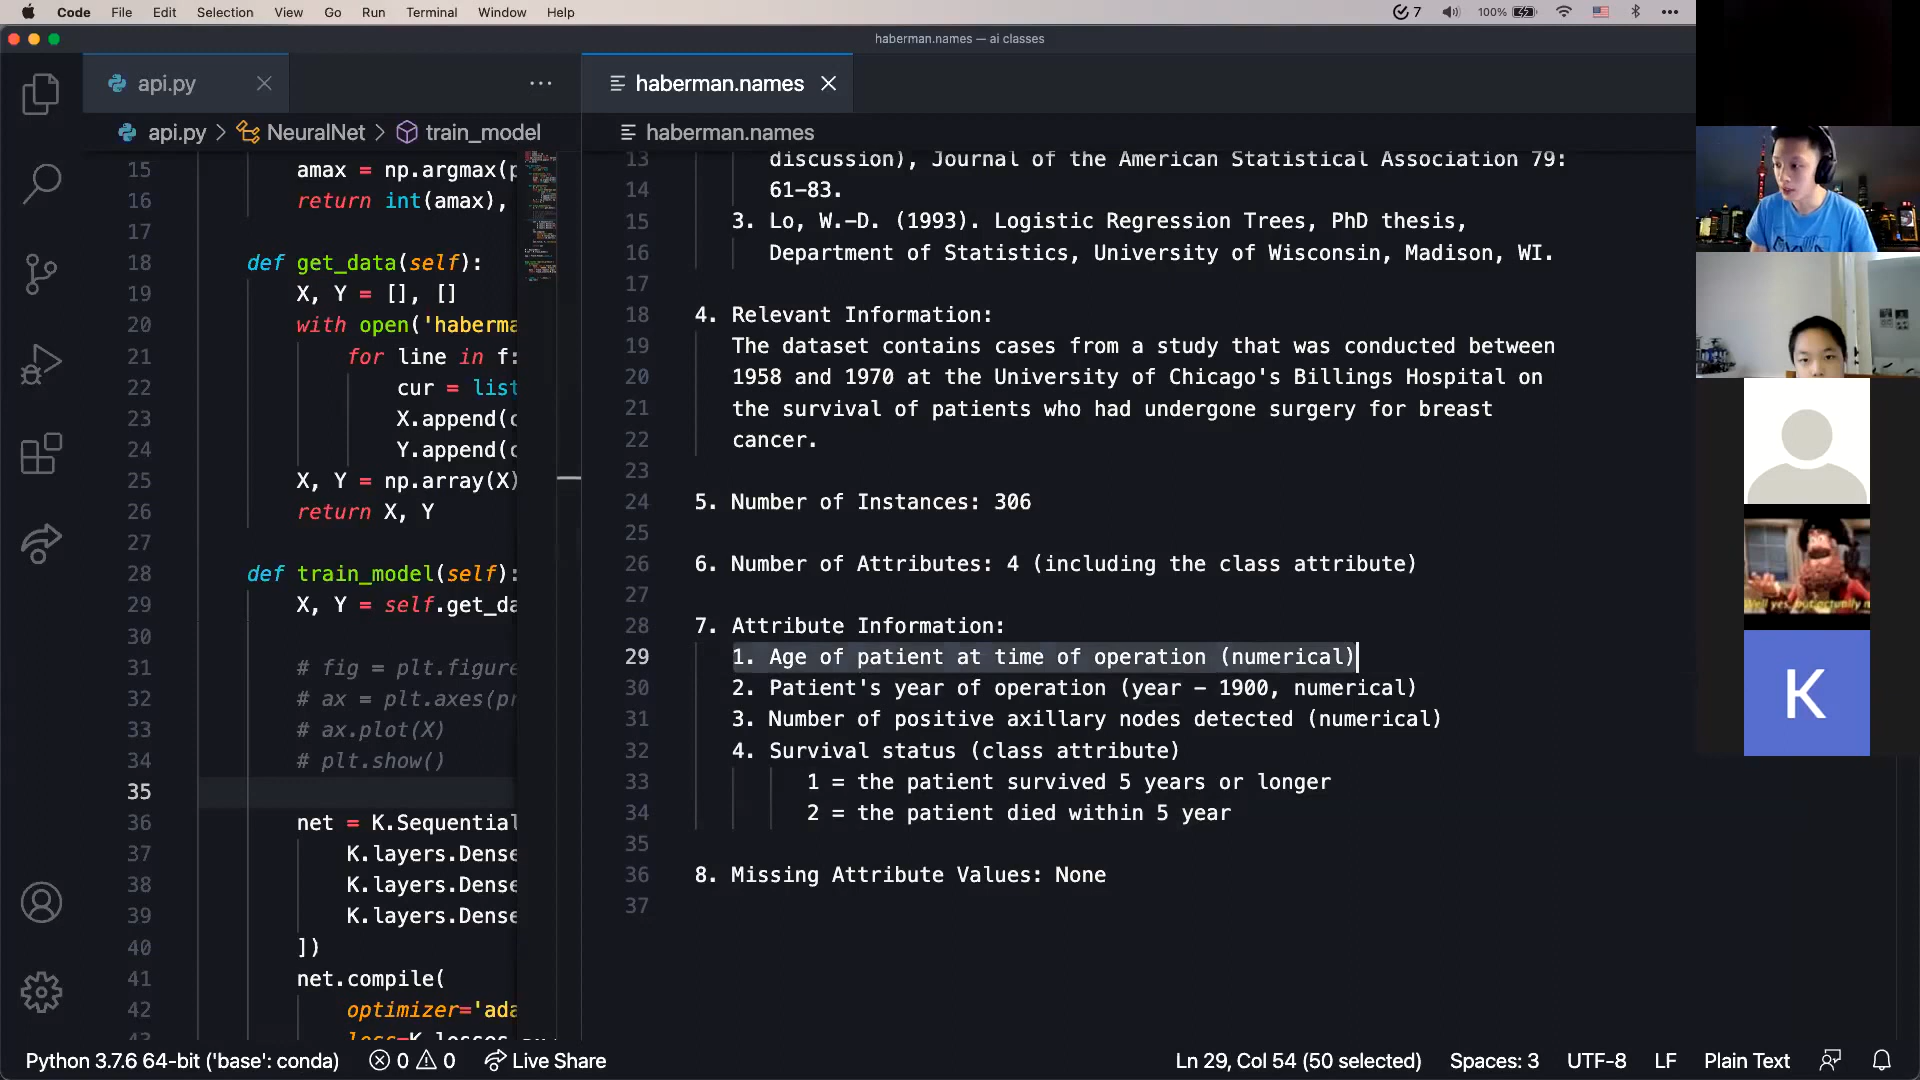 Code File Edit Selection View Go Run Terminal Window Help 7 100%
haberman.names — ai classes
api.py
haberman.names
api.py > NeuralNet > train_model
haberman.names
15 amax = np.argmax(p
16 return int(amax),
17
18 def get_data(self):
19 X, Y = [], []
20 with open('haberma
21 for line in f:
22 cur = list
23 X.append(c
24 Y.append(c
25 X, Y = np.array(X)
26 return X, Y
27
28 def train_model(self):
29 X, Y = self.get_da
30
31 # fig = plt.figure
32 # ax = plt.axes(pr
33 # ax.plot(X)
34 # plt.show()
35
36 net = K.Sequential
37 K.layers.Dense
38 K.layers.Dense
39 K.layers.Dense
40 ])
41 net.compile(
42 optimizer='ada
43
13 discussion), Journal of the American Statistical Association 79:
14 61-83.
15 3. Lo, W.-D. (1993). Logistic Regression Trees, PhD thesis,
16 Department of Statistics, University of Wisconsin, Madison, WI.
17
18 4. Relevant Information:
19 The dataset contains cases from a study that was conducted between
20 1958 and 1970 at the University of Chicago's Billings Hospital on
21 the survival of patients who had undergone surgery for breast
22 cancer.
23
24 5. Number of Instances: 306
25
26 6. Number of Attributes: 4 (including the class attribute)
27
28 7. Attribute Information:
29 1. Age of patient at time of operation (numerical)
30 2. Patient's year of operation (year - 1900, numerical)
31 3. Number of positive axillary nodes detected (numerical)
32 4. Survival status (class attribute)
33 1 = the patient survived 5 years or longer
34 2 = the patient died within 5 year
35
36 8. Missing Attribute Values: None
37
Well yes, but actually n
K
Python 3.7.6 64-bit ('base': conda) 0 0 Live Share Ln 29, Col 54 (50 selected) Spaces: 3 UTF-8 LF Plain Text